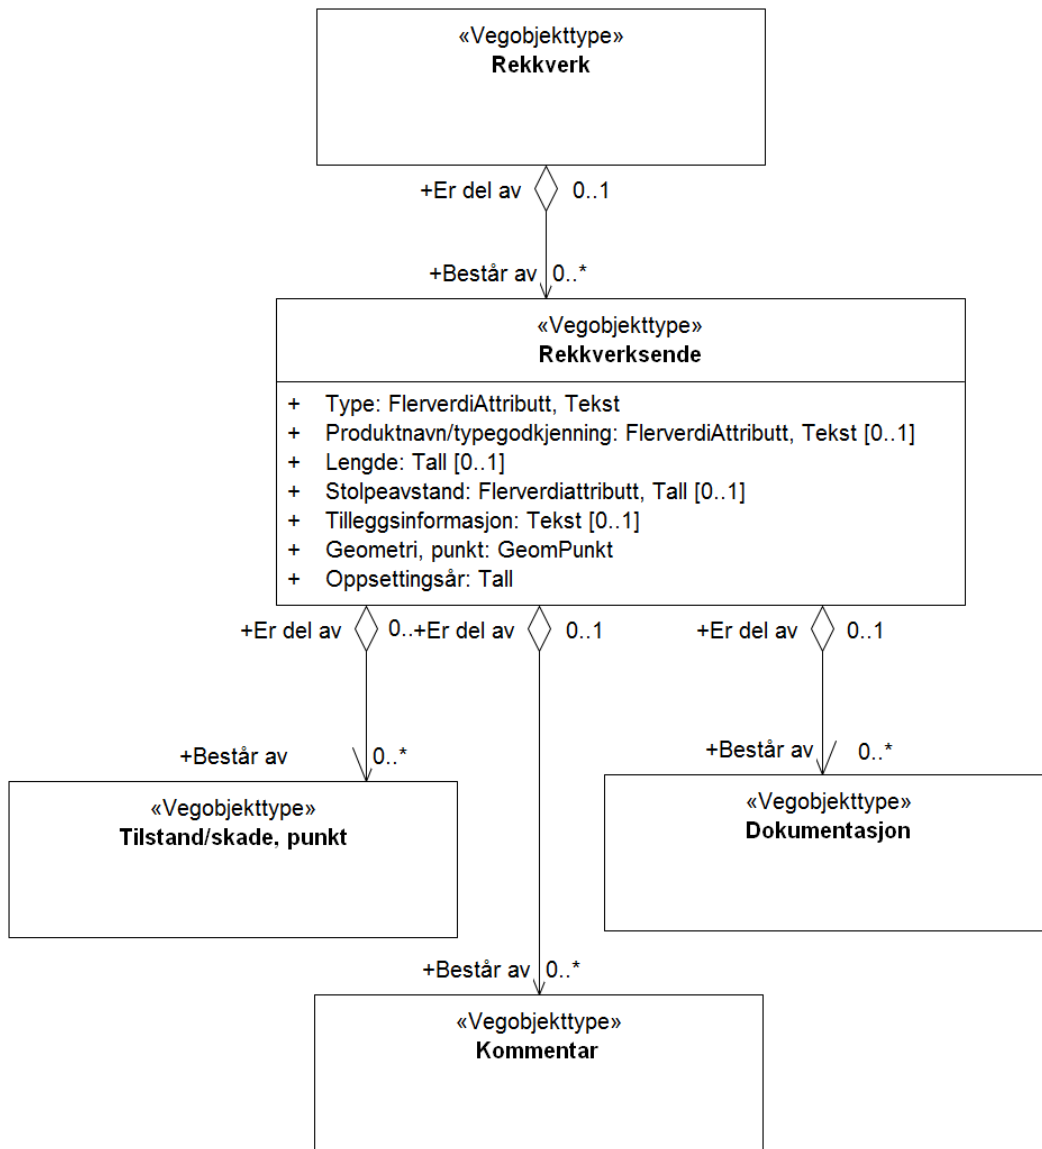 «Vegobjekttype»
Rekkverk
+Er del av 0..1
+Består av 0..*
«Vegobjekttype»
Rekkverksende
+ Type: FlerverdiAttributt, Tekst
+ Produktnavn/typegodkjenning: FlerverdiAttributt, Tekst [0..1]
+ Lengde: Tall [0..1]
+ Stolpeavstand: Flerverdiattributt, Tall [0..1]
+ Tilleggsinformasjon: Tekst [0..1]
+ Geometri, punkt: GeomPunkt
+ Oppsettingsår: Tall
+Er del av 0.. +Er del av 0..1 +Er del av 0..1
+Består av 0..* +Består av 0..*
«Vegobjekttype»
Tilstand/skade, punkt
«Vegobjekttype»
Dokumentasjon
+Består av 0..*
«Vegobjekttype»
Kommentar